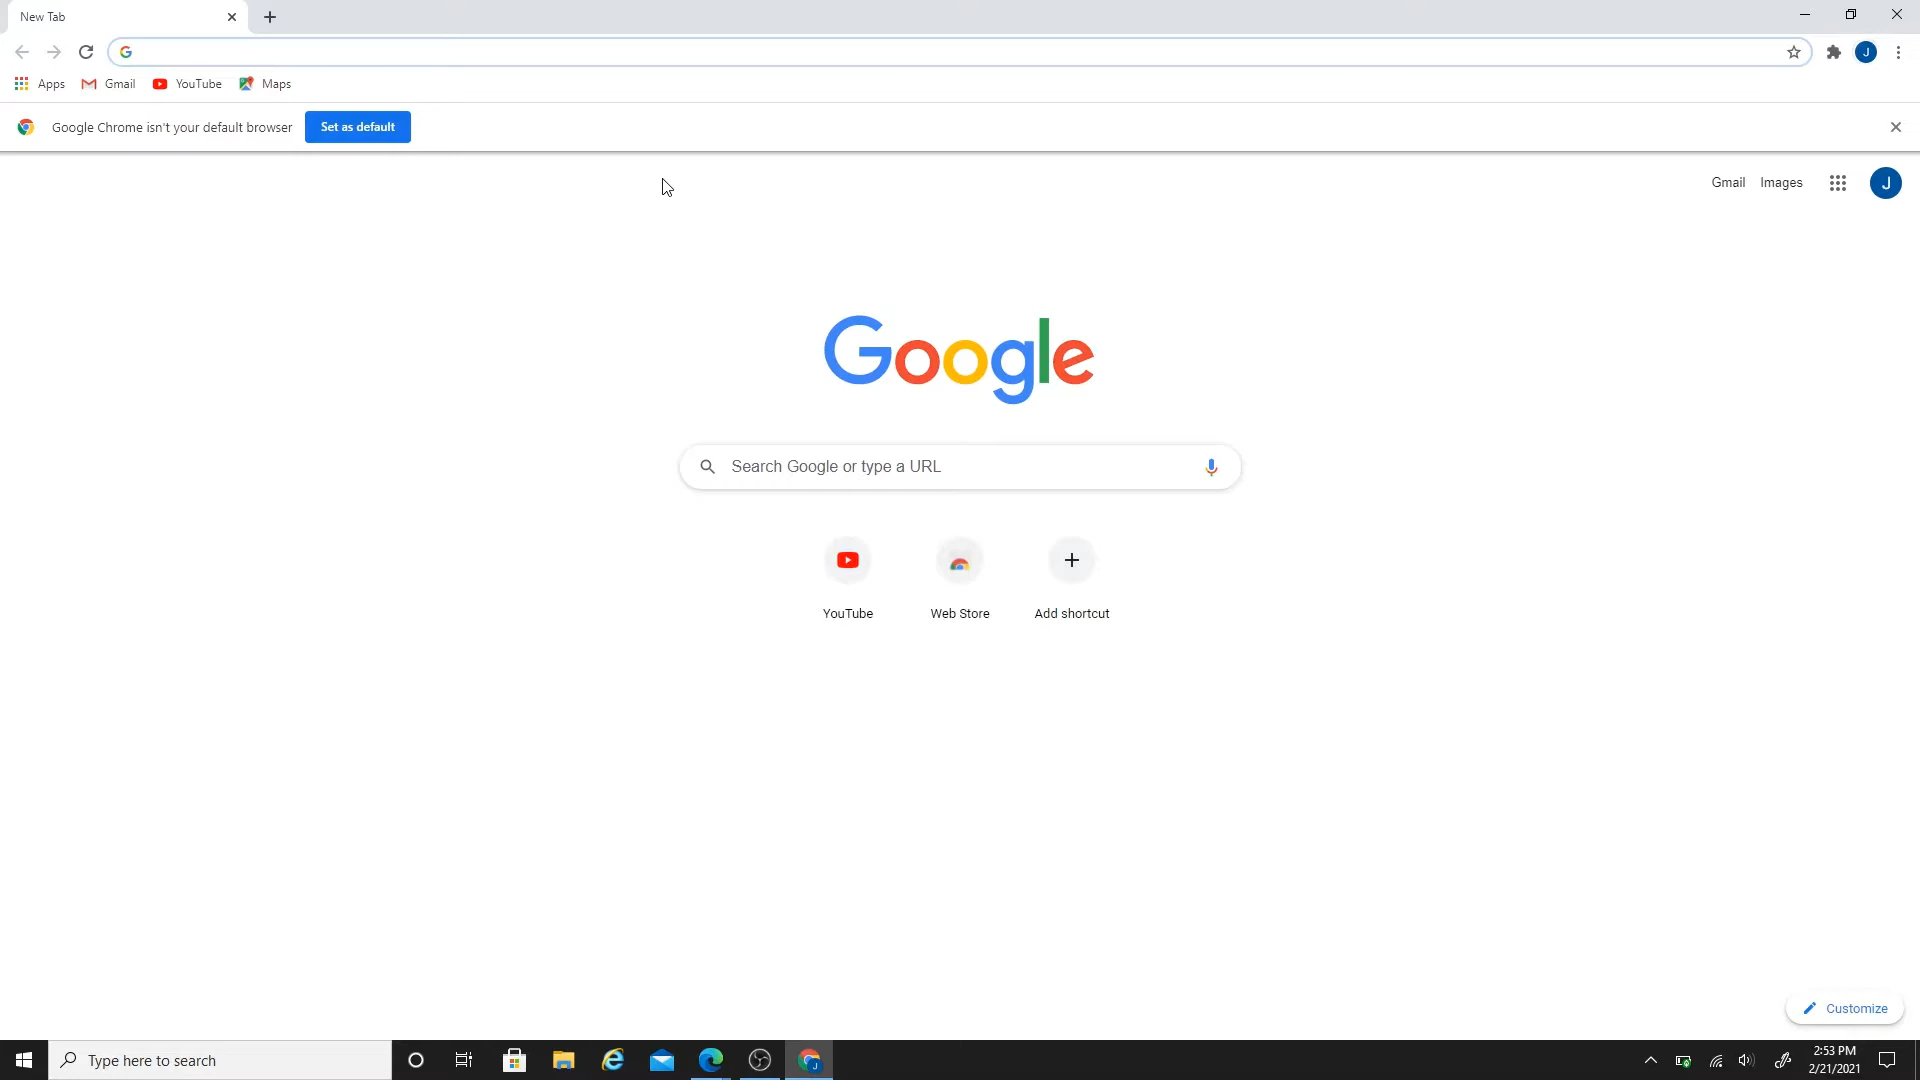 New Tab
Apps Gmail YouTube Maps
Google Chrome isn't your default browser Set as default
Gmail Images J
Google
Search Google or type a URL
YouTube Web Store Add shortcut
Customize
Type here to search
2:53 PM
2/21/2021